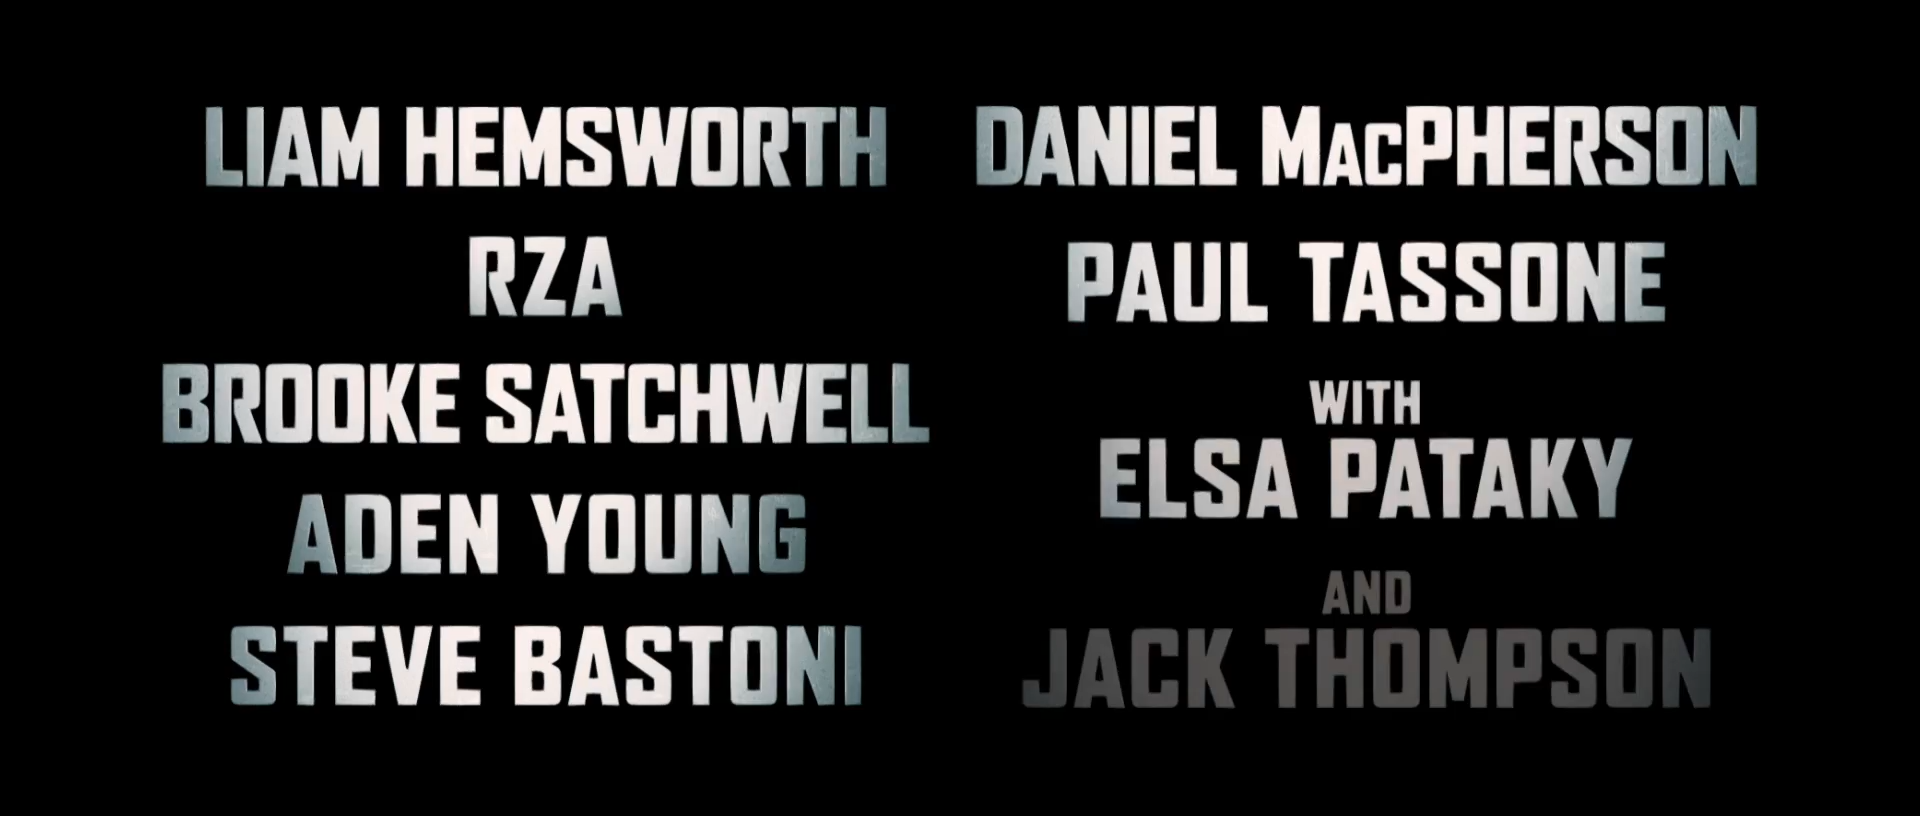 LIAM HEMSWORTH
RZA
BROOKE SATCHWELL
ADEN YOUNG
STEVE BASTONI
DANIEL MACPHERSON
PAUL TASSONE
WITH
ELSA PATAKY
AND
JACK THOMPSON